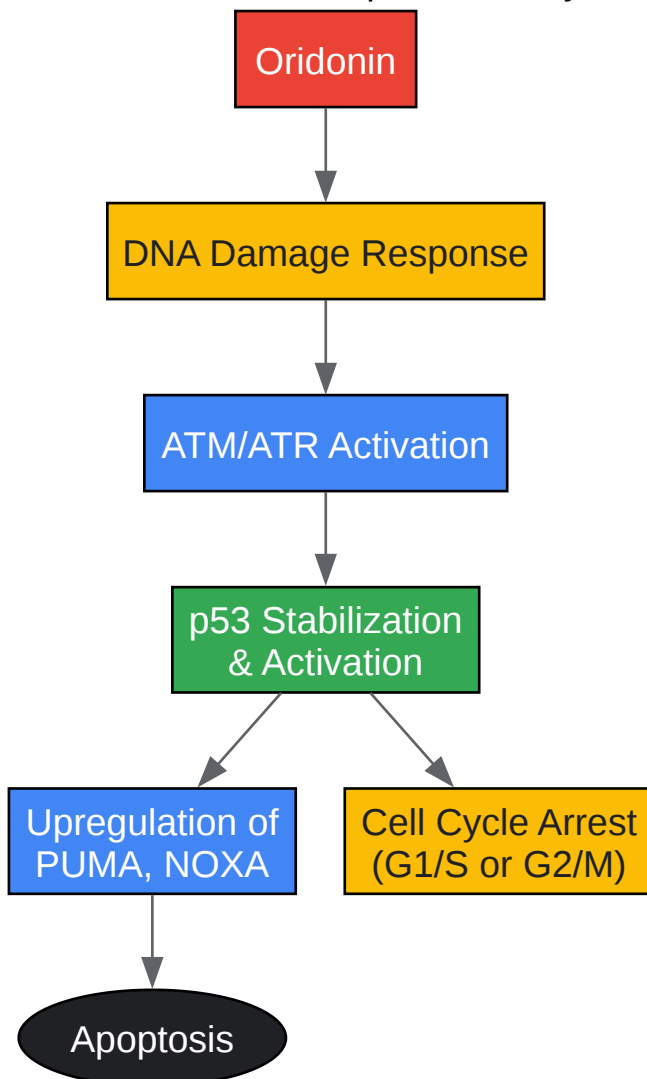 Oridonin
DNA Damage Response
ATM/ATR Activation
p53 Stabilization
& Activation
Upregulation of
PUMA, NOXA
Cell Cycle Arrest
(G1/S or G2/M)
Apoptosis